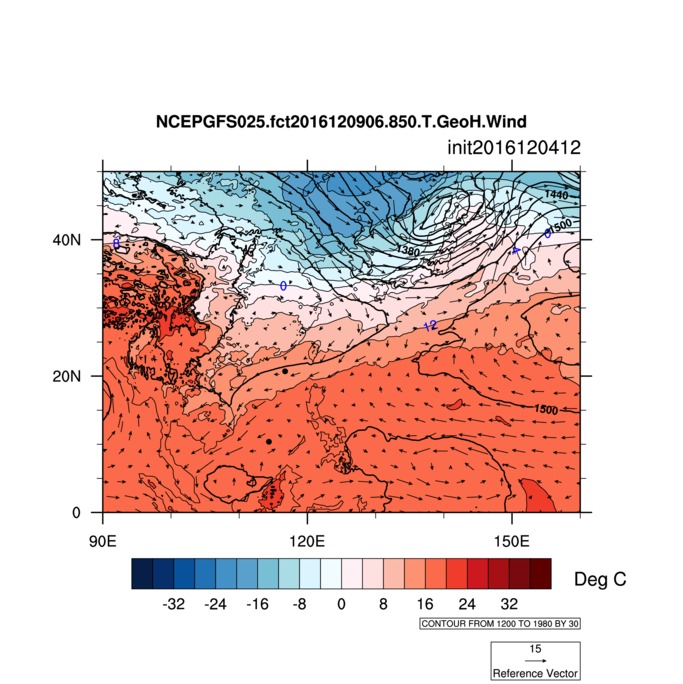 NCEPGFS025.fct2016120906.850.T.GeoH.Wind
init2016120412
1440
1500
40N
8
1380
4
0
0
12
20N
1500
0
90E 120E 150E
-32 -24 -16 -8 0 8 16 24 32
Deg C
CONTOUR FROM 1200 TO 1980 BY 30
15
Reference Vector